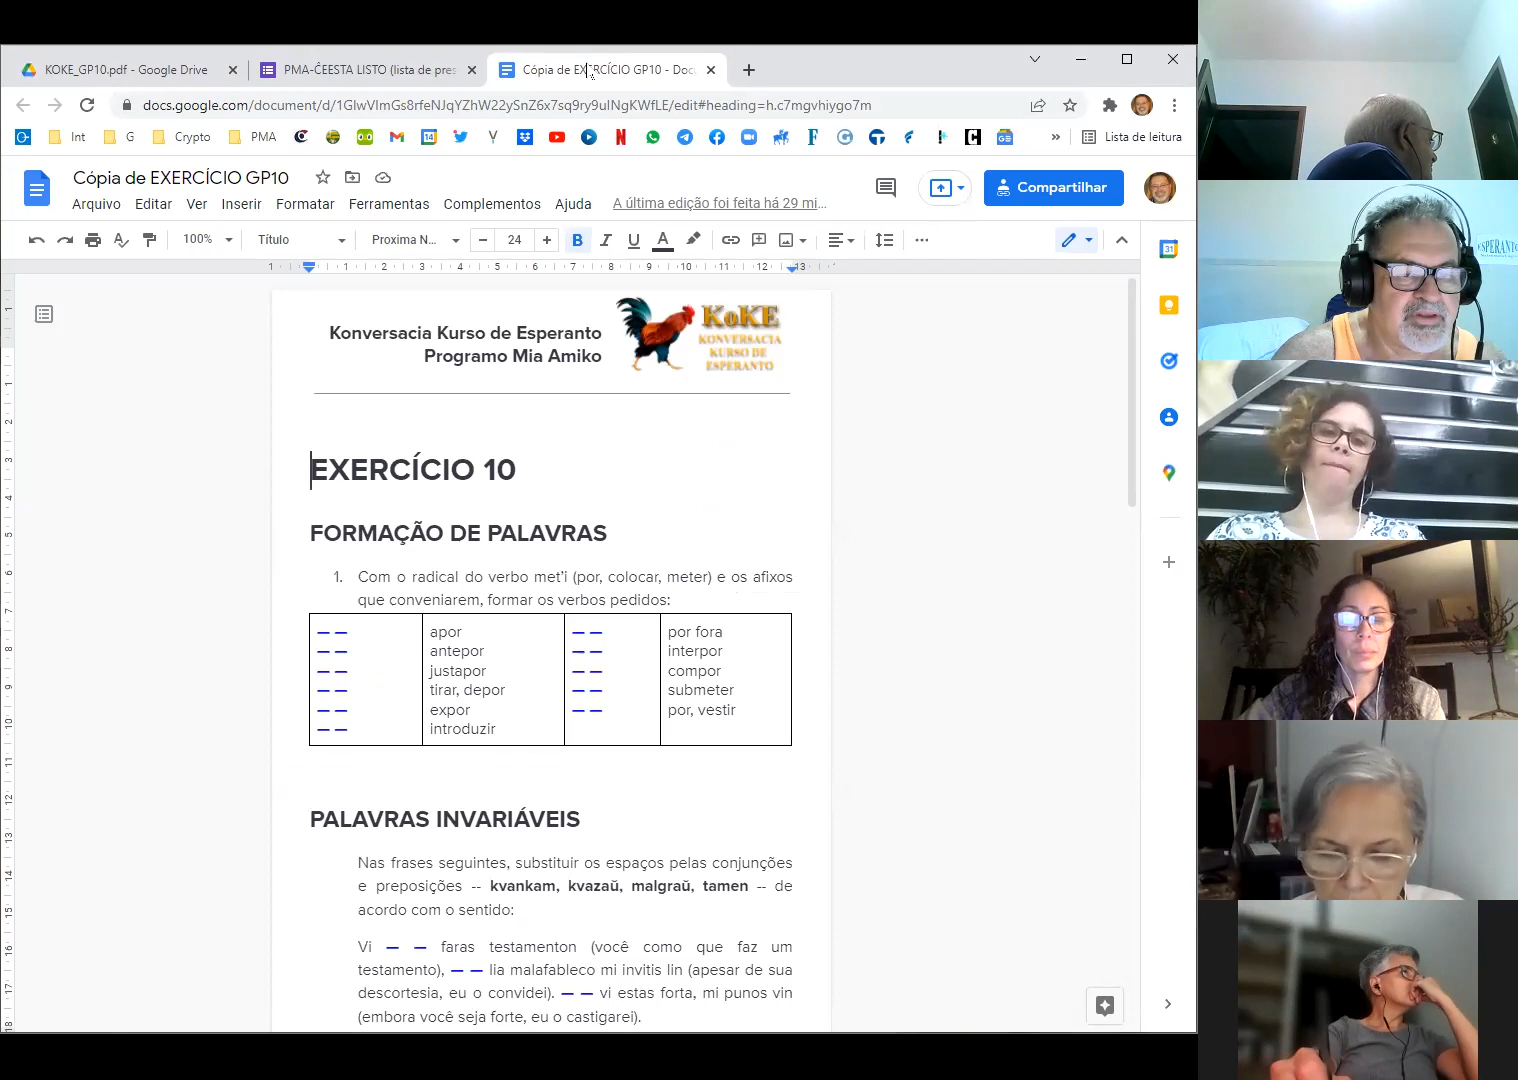 KOKE_GP10.pdf - Google Drive
PMA-ĈEESTA LISTO (lista de pres
Cópia de EXERCÍCIO GP10 - Doc
docs.google.com/document/d/1GlwVlmGs8rfeNJqYZhW22ySnZ6x7sq9ry9uINgKWfLE/edit#heading=h.c7mgvhiygo7m
Int
G
Crypto
PMA
Lista de leitura
Cópia de EXERCÍCIO GP10
Arquivo Editar Ver Inserir Formatar Ferramentas Complementos Ajuda A última edição foi feita há 29 mi...
Compartilhar
100% Título Proxima N... 24
Konversacia Kurso de Esperanto
Programo Mia Amiko
KoKE
KONVERSACIA
KURSO DE
ESPERANTO
EXERCÍCIO 10
FORMAÇÃO DE PALAVRAS
1. Com o radical do verbo met'i (por, colocar, meter) e os afixos
que conveniarem, formar os verbos pedidos:
— — apor — — por fora
— — antepor — — interpor
— — justapor — — compor
— — tirar, depor — — submeter
— — expor — — por, vestir
— — introduzir
PALAVRAS INVARIÁVEIS
Nas frases seguintes, substituir os espaços pelas conjunções
e preposições -- kvankam, kvazaŭ, malgraŭ, tamen -- de
acordo com o sentido:
Vi — — faras testamenton (você como que faz um
testamento), — — lia malafableco mi invitis lin (apesar de sua
descortesia, eu o convidei). — — vi estas forta, mi punos vin
(embora você seja forte, eu o castigarei).
ESPERANTO